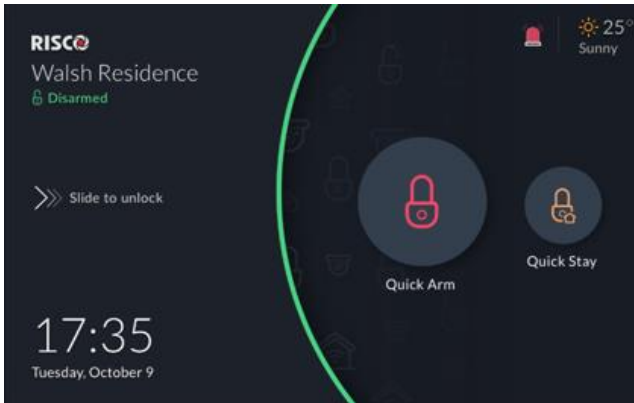 RISCO
Walsh Residence
Disarmed
Slide to unlock
17:35
Tuesday, October 9
25°
Sunny
Quick Arm
Quick Stay